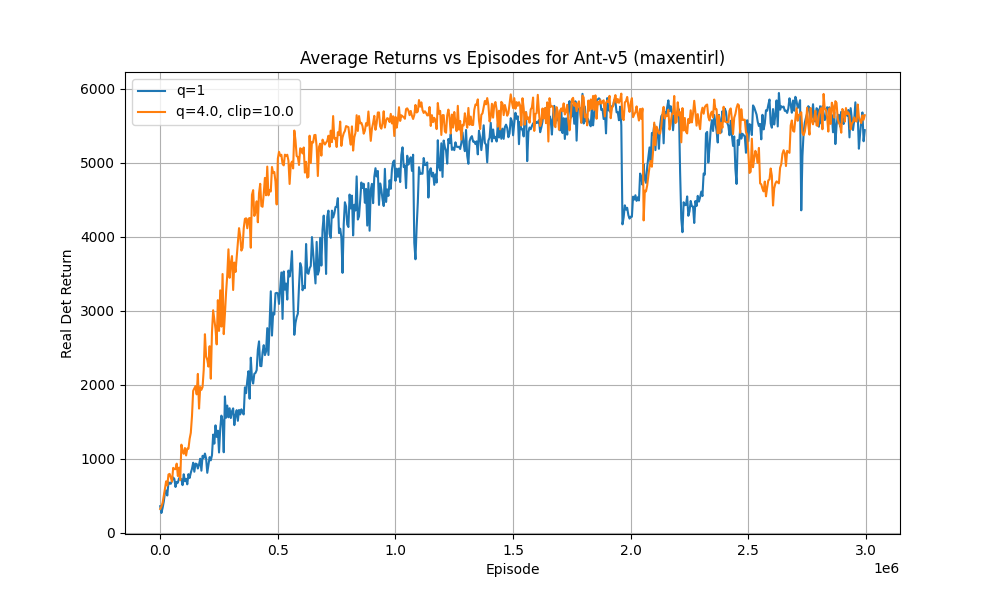 Average Returns vs Episodes for Ant-v5 (maxentirl)
q=1
q=4.0, clip=10.0
6000
5000
4000
3000
2000
1000
0
Real Det Return
0.0 0.5 1.0 1.5 2.0 2.5 3.0
1e6
Episode